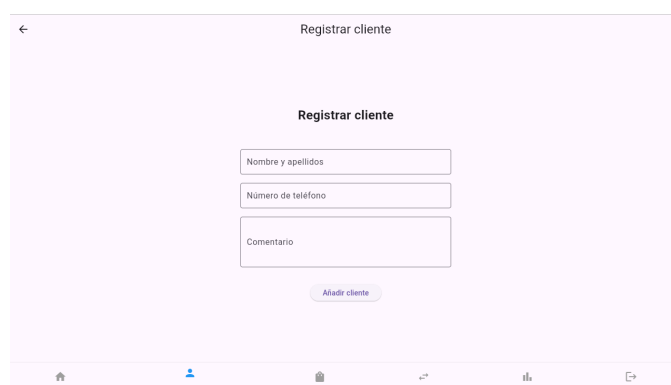 Registrar cliente
Registrar cliente
Nombre y apellidos
Número de teléfono
Comentario
Añadir cliente